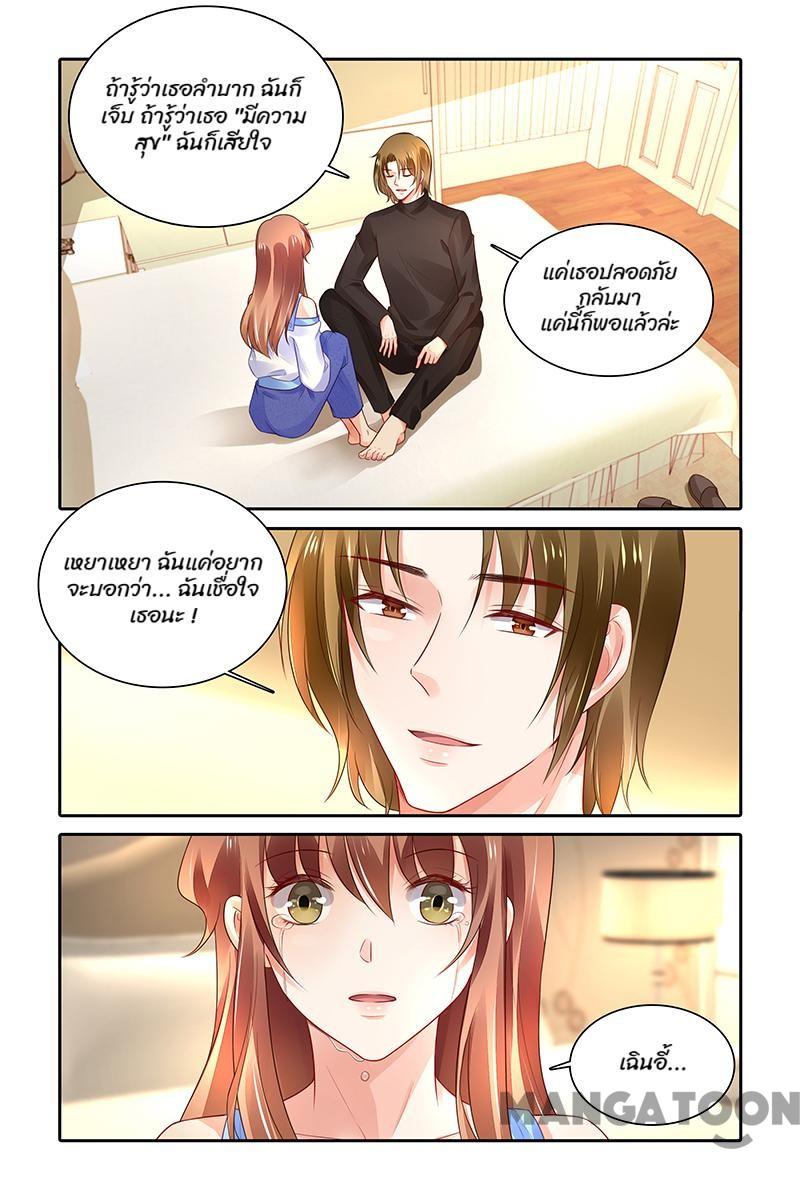 ถ้ารู้ว่าเธอลำบาก ฉันก็
เจ็บ ถ้ารู้ว่าเธอ "มีความ
สุข" ฉันก็เสียใจ
แค่เธอปลอดภัย
กลับมา
แค่นี้ก็พอแล้วล่ะ
เหยาเหยา ฉันแค่อยาก
จะบอกว่า... ฉันเชื่อใจ
เธอนะ !
เฉินอี้...
MANGATOON